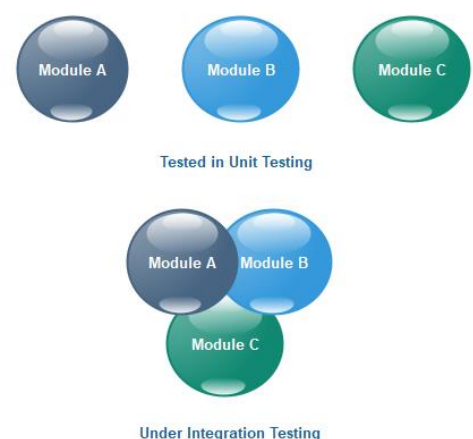 Module A
Module B
Module C
Tested in Unit Testing
Module A
Module B
Module C
Under Integration Testing